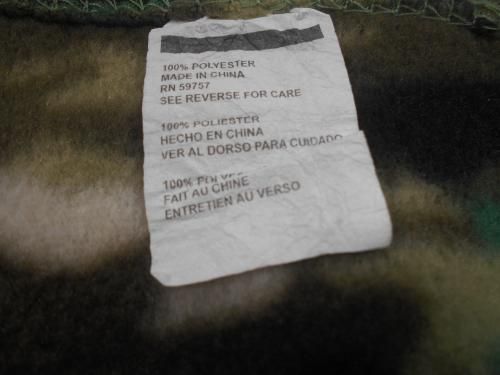 100% POLYESTER
MADE IN CHINA
RN 59757
SEE REVERSE FOR CARE
100% POLIESTER
HECHO EN CHINA
VER AL DORSO PARA CUIDADO
100%
FAIT AU CHINE
ENTRETIEN AU VERSO